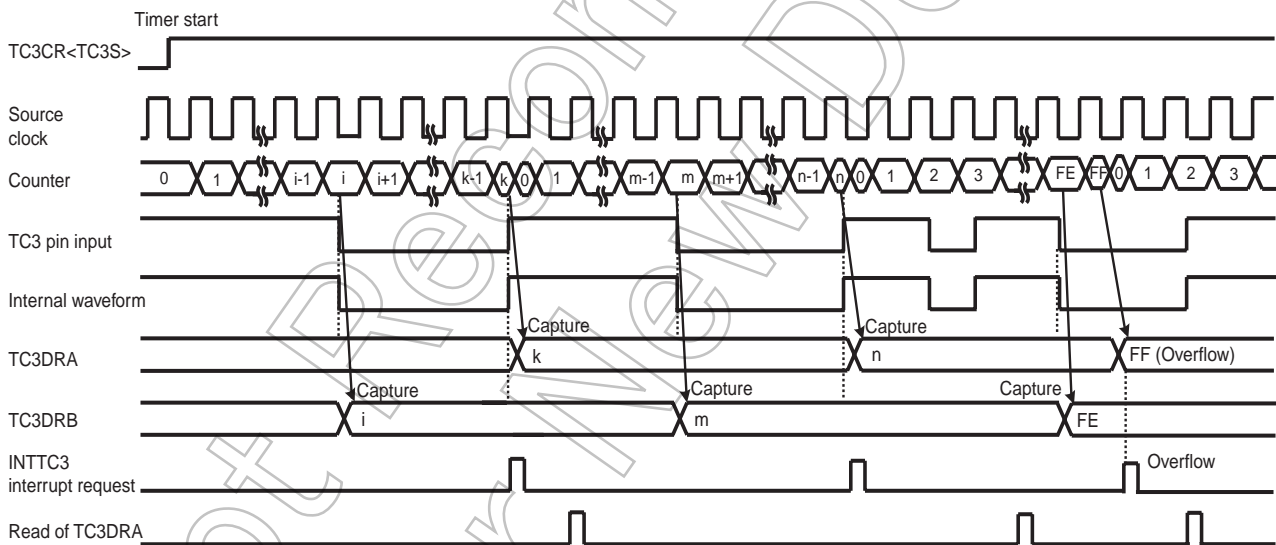 Timer start
TC3CR<TC3S>
Source
clock
Counter 0 1 i-1 i i+1 k-1 k 0 1 m-1 m m+1 n-1 n 0 1 2 3 FE FF 0 1 2 3
TC3 pin input
Internal waveform
Capture Capture
TC3DRA k n FF (Overflow)
Capture Capture Capture
TC3DRB i m FE
INTTC3
interrupt request
Overflow
Read of TC3DRA